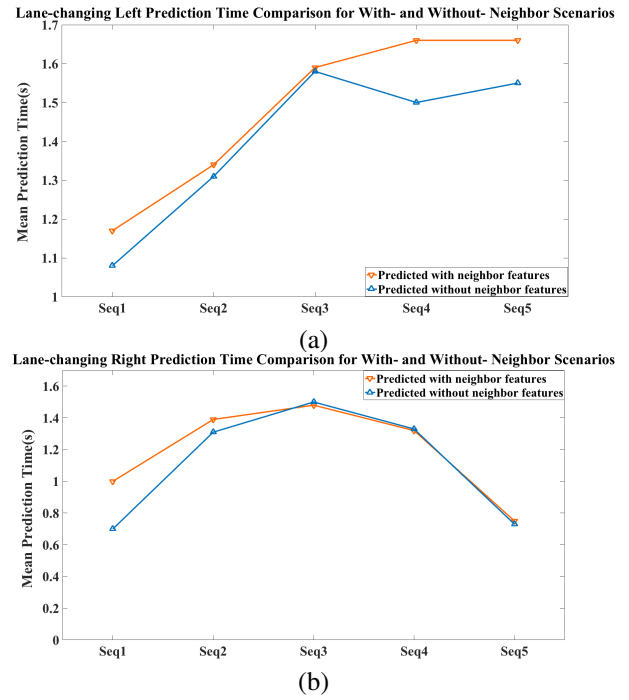 Lane-changing Left Prediction Time Comparison for With- and Without- Neighbor Scenarios
1.7
1.6
1.5
1.4
1.3
1.2
1.1
1
Mean Prediction Time(s)
Predicted with neighbor features
Predicted without neighbor features
Seq1 Seq2 Seq3 Seq4 Seq5
(a)
Lane-changing Right Prediction Time Comparison for With- and Without- Neighbor Scenarios
Predicted with neighbor features
Predicted without neighbor features
1.6
1.4
1.2
1
0.8
0.6
0.4
0.2
0
Mean Prediction Time(s)
Seq1 Seq2 Seq3 Seq4 Seq5
(b)